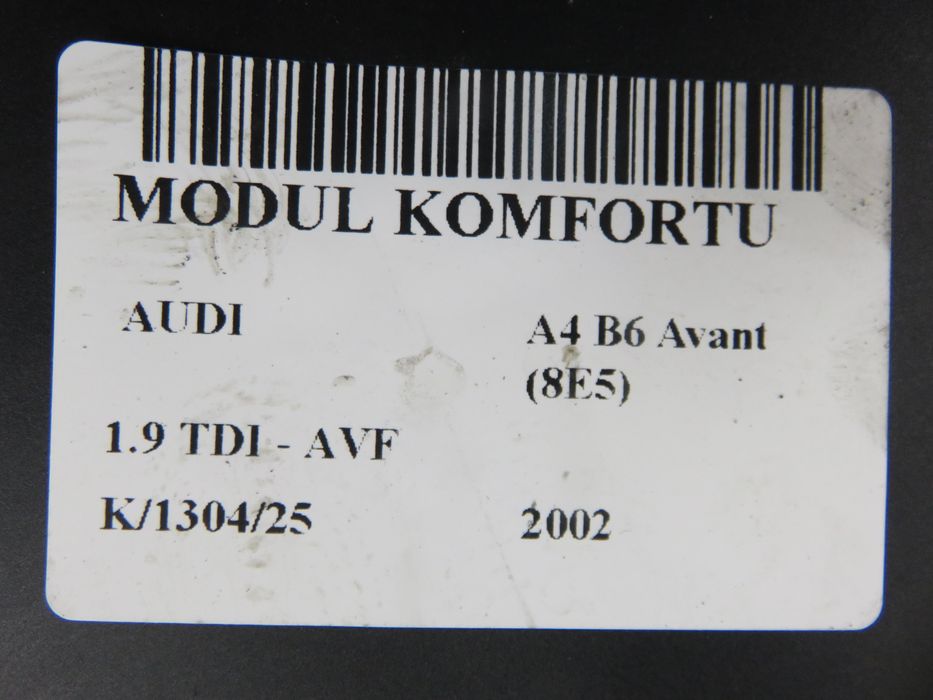 MODUL KOMFORTU
AUDI
A4 B6 Avant
(8E5)
1.9 TDI - AVF
K/1304/25
2002